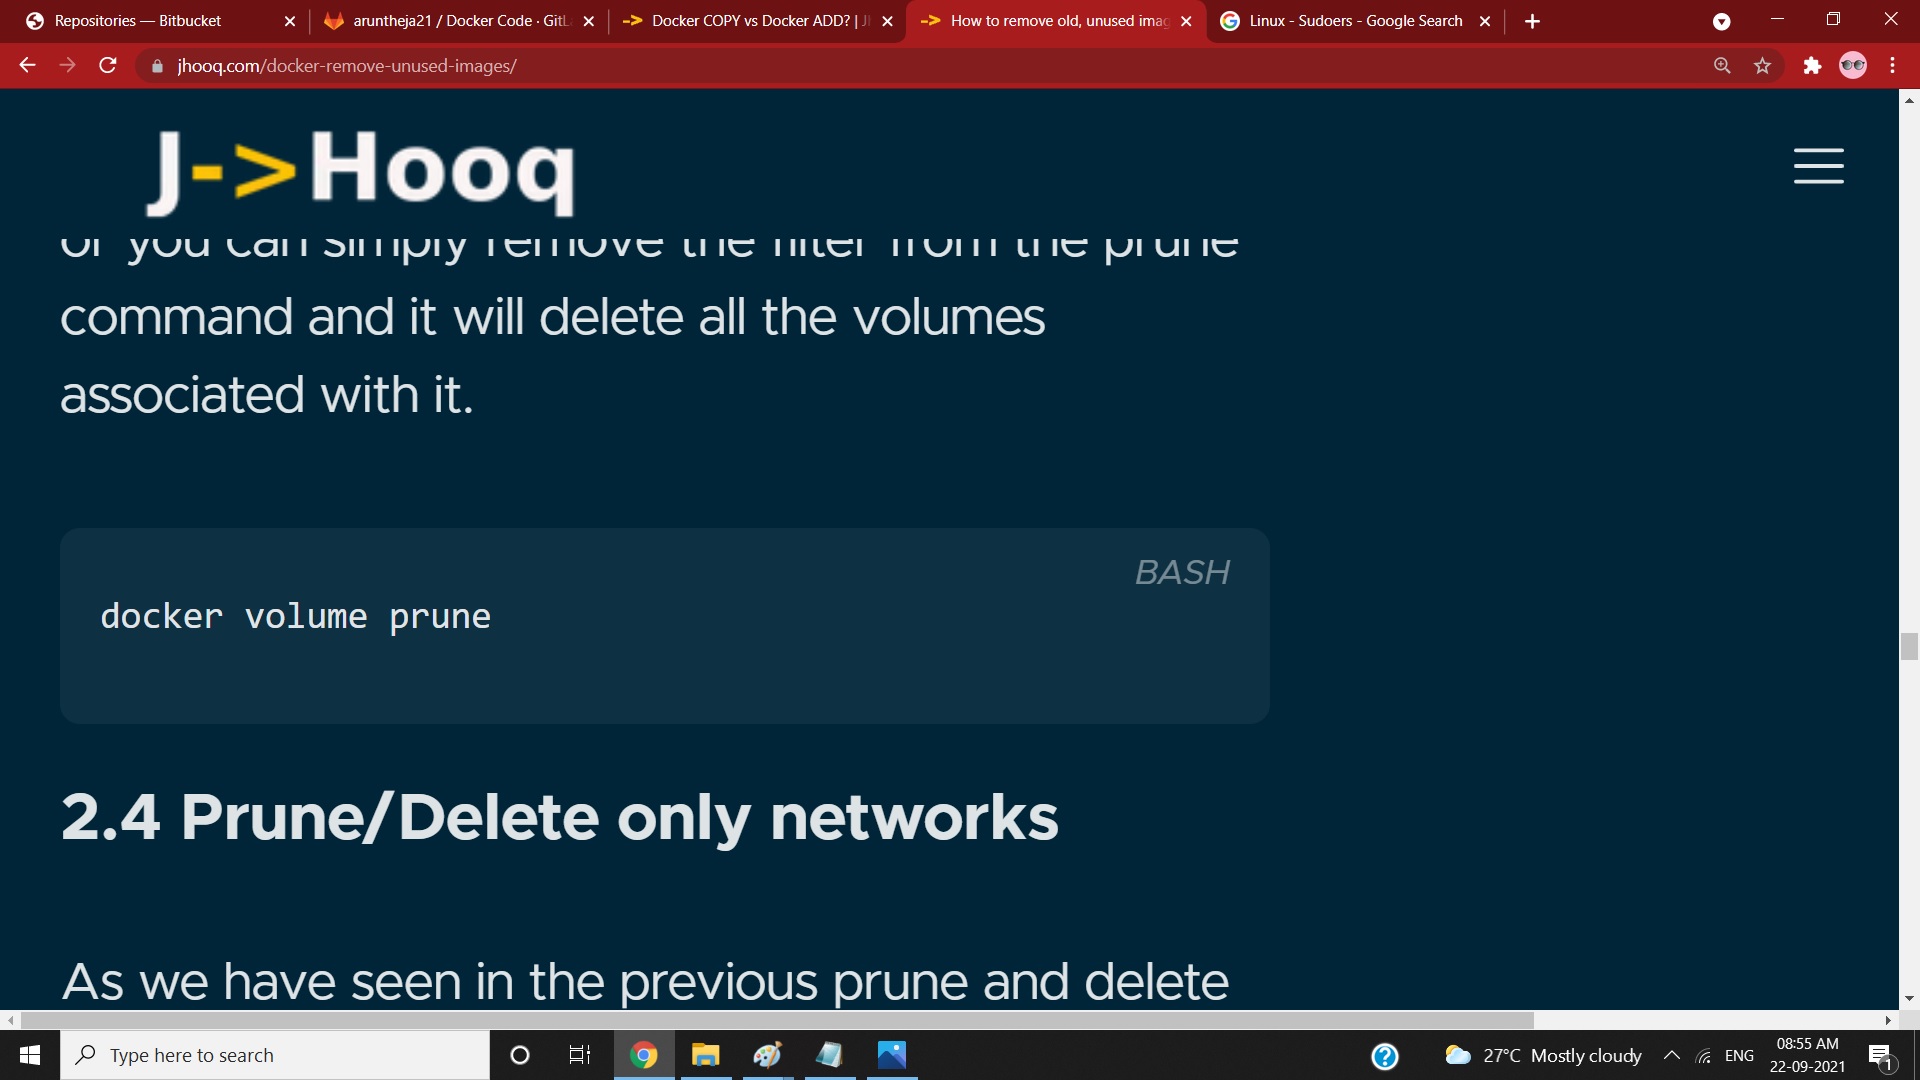 Repositories — Bitbucket
aruntheja21 / Docker Code · GitL
Docker COPY vs Docker ADD? | J
How to remove old, unused imag
Linux - Sudoers - Google Search
jhooq.com/docker-remove-unused-images/
J->Hooq
or you can simply remove the filter from the prune
command and it will delete all the volumes
associated with it.
BASH
docker volume prune
2.4 Prune/Delete only networks
As we have seen in the previous prune and delete
Type here to search
27°C Mostly cloudy
ENG
08:55 AM
22-09-2021
1